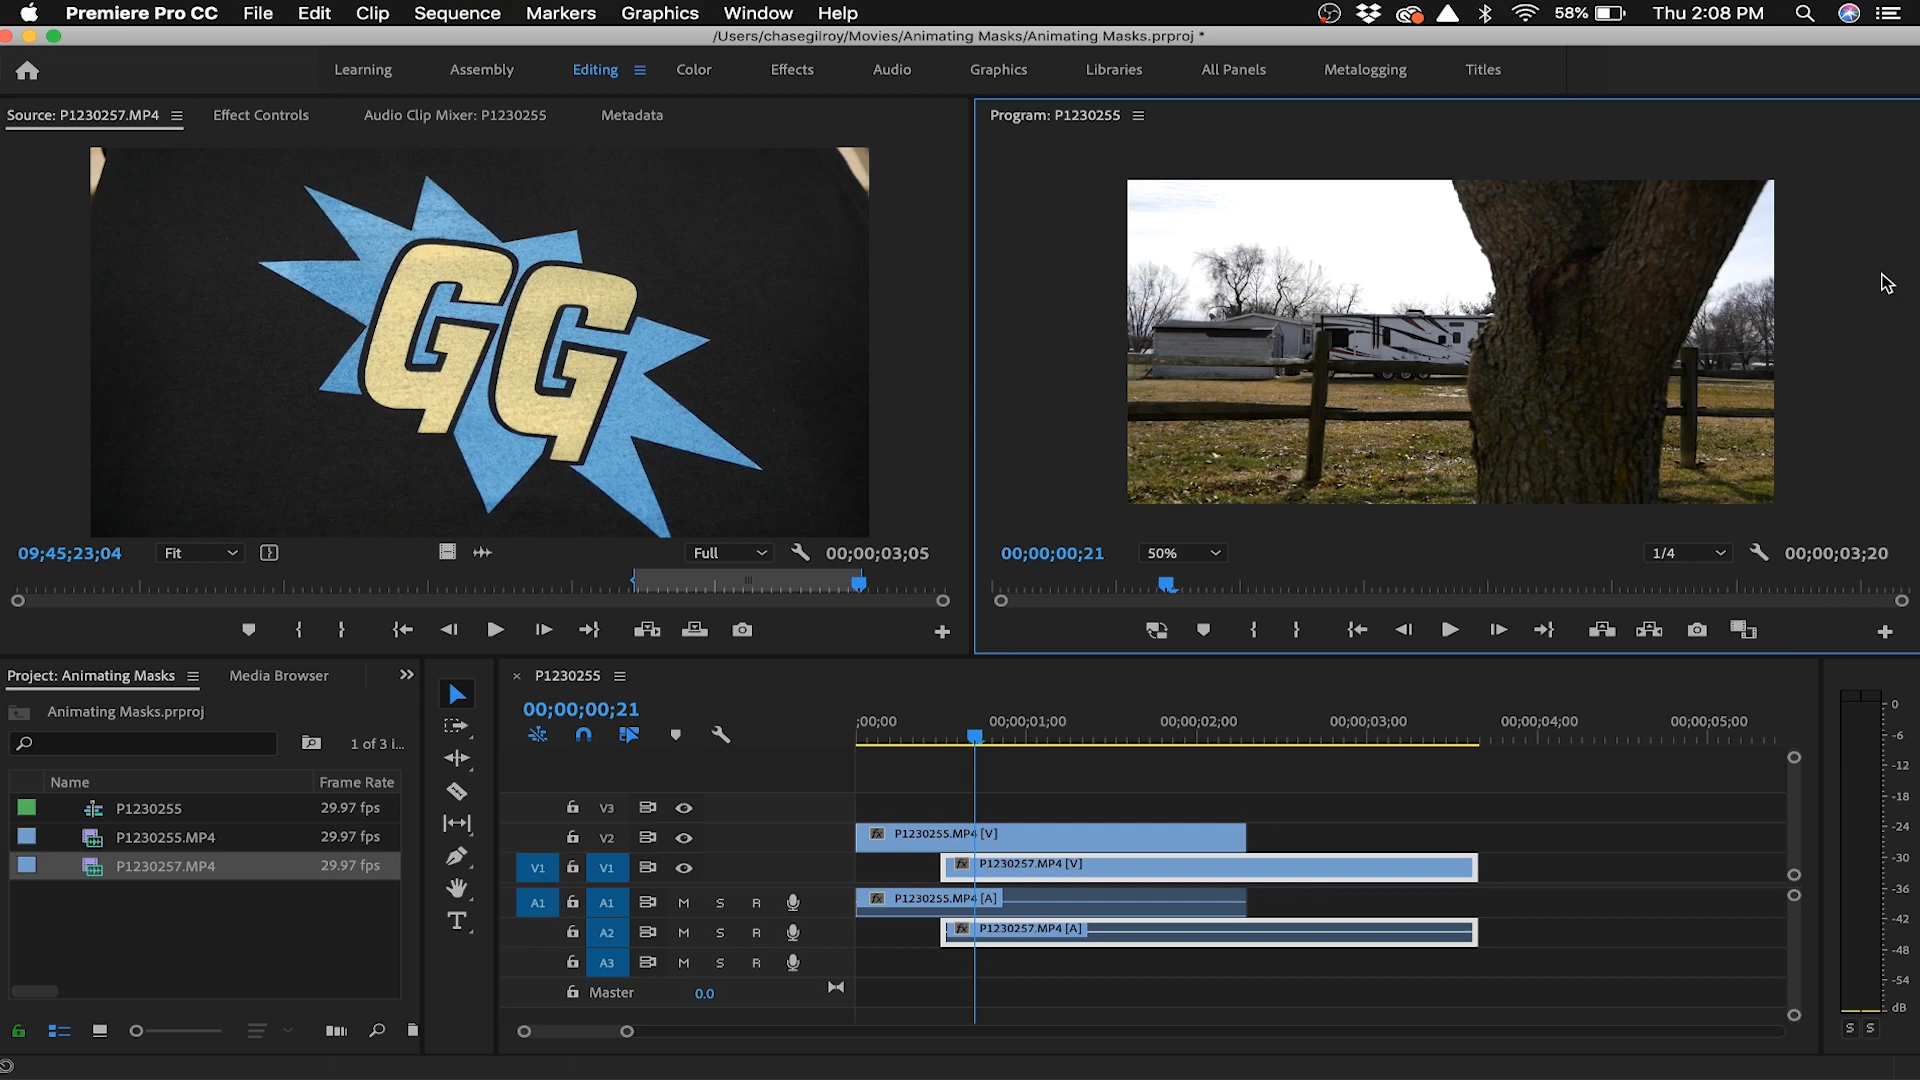 Premiere Pro CC File Edit Clip Sequence Markers Graphics Window Help 58% Thu 2:08 PM
/Users/chasegilroy/Movies/Animating Masks/Animating Masks.prproj *
Learning Assembly Editing Color Effects Audio Graphics Libraries All Panels Metalogging Titles
Source: P1230257.MP4 Effect Controls Audio Clip Mixer: P1230255 Metadata
Program: P1230255
GG
09;45;23;04 Fit Full 00;00;03;05
00;00;00;21 50% 1/4 00;00;03;20
Project: Animating Masks Media Browser
Animating Masks.prproj
1 of 3 i...
Name Frame Rate
P1230255 29.97 fps
P1230255.MP4 29.97 fps
P1230257.MP4 29.97 fps
P1230255
00;00;00;21
;00;00 00;00;01;00 00;00;02;00 00;00;03;00 00;00;04;00 00;00;05;00
V3
V2 fx P1230255.MP4 [V]
V1 V1 fx P1230257.MP4 [V]
A1 A1 M S R fx P1230255.MP4 [A]
A2 M S R fx P1230257.MP4 [A]
A3 M S R
Master 0.0
0
-6
-12
-18
-24
-30
-36
-42
-48
-54
dB
S S